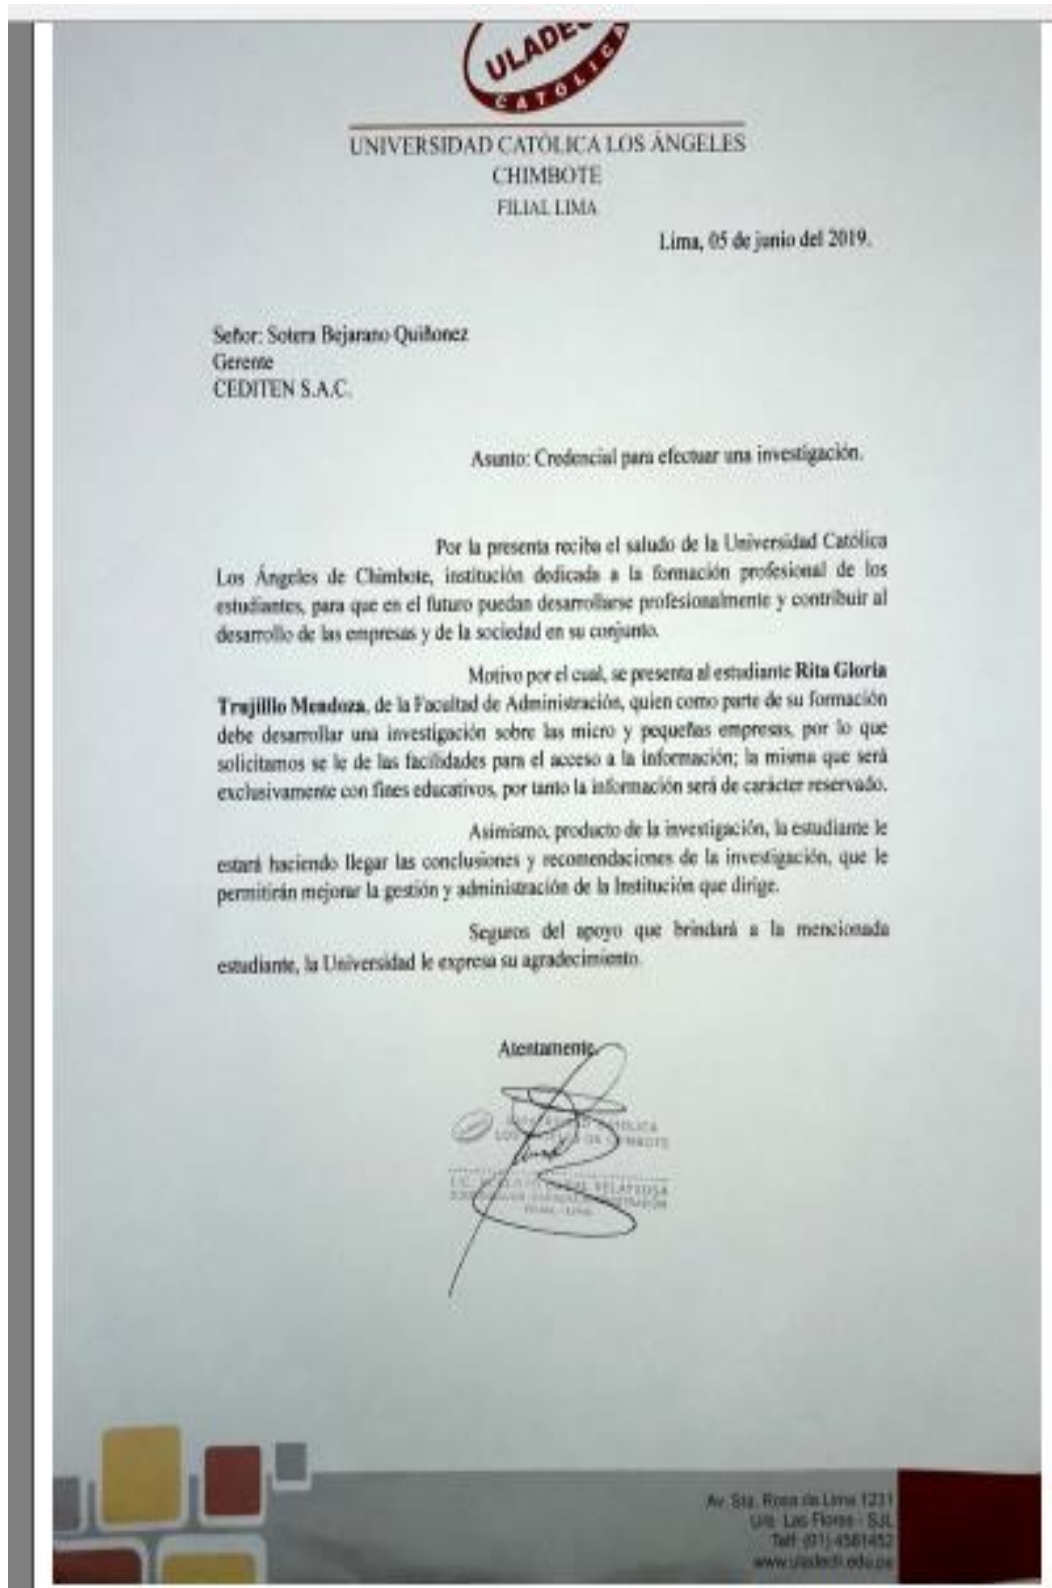 ULADEC
CATOLICA
UNIVERSIDAD CATÓLICA LOS ÁNGELES
CHIMBOTE
FILIAL LIMA
Lima, 05 de junio del 2019.
Señor: Sotera Bejarano Quiñonez
Gerente
CEDITEN S.A.C.
Asunto: Credencial para efectuar una investigación.
Por la presenta reciba el saludo de la Universidad Católica
Los Ángeles de Chimbote, institución dedicada a la formación profesional de los
estudiantes, para que en el futuro puedan desarrollarse profesionalmente y contribuir al
desarrollo de las empresas y de la sociedad en su conjunto.
Motivo por el cual, se presenta al estudiante Rita Gloria
Trujillio Mendoza, de la Facultad de Administración, quien como parte de su formación
debe desarrollar una investigación sobre las micro y pequeñas empresas, por lo que
solicitamos se le de las facilidades para el acceso a la información; la misma que será
exclusivamente con fines educativos, por tanto la información será de carácter reservado.
Asimismo, producto de la investigación, la estudiante le
estará haciendo llegar las conclusiones y recomendaciones de la investigación, que le
permitirán mejorar la gestión y administración de la Institución que dirige.
Seguros del apoyo que brindará a la mencionada
estudiante, la Universidad le expresa su agradecimiento.
Atentamente,
CATOLICA
LOS DE
FILIAL - LIMA
Av. Sta. Rosa de Lima 1231
Urb. Las Flores - SJL
Telf: (01) 4581452
www.uladech.edu.pe